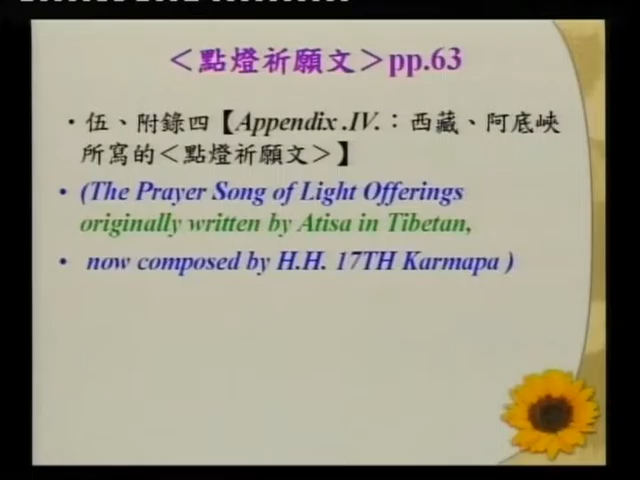 ＜點燈祈願文＞pp.63
•伍、附錄四【Appendix .IV.：西藏、阿底峽
所寫的＜點燈祈願文＞】
• (The Prayer Song of Light Offerings
originally written by Atisa in Tibetan,
• now composed by H.H. 17TH Karmapa )